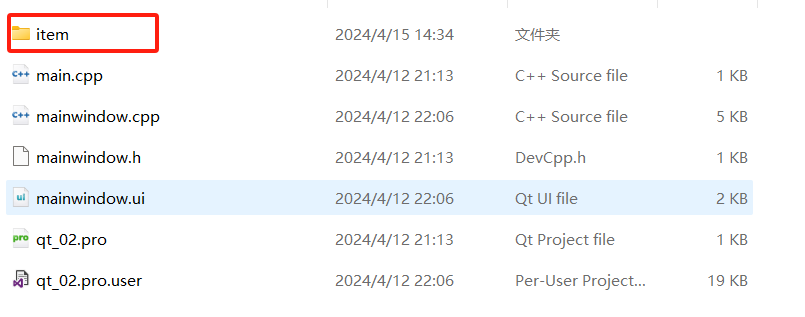 item 2024/4/15 14:34 文件夹
C++ main.cpp 2024/4/12 21:13 C++ Source file 1 KB
C++ mainwindow.cpp 2024/4/12 22:06 C++ Source file 5 KB
mainwindow.h 2024/4/12 21:13 DevCpp.h 1 KB
ui mainwindow.ui 2024/4/12 22:06 Qt UI file 2 KB
pro qt_02.pro 2024/4/12 21:13 Qt Project file 1 KB
qt_02.pro.user 2024/4/12 22:06 Per-User Project... 19 KB